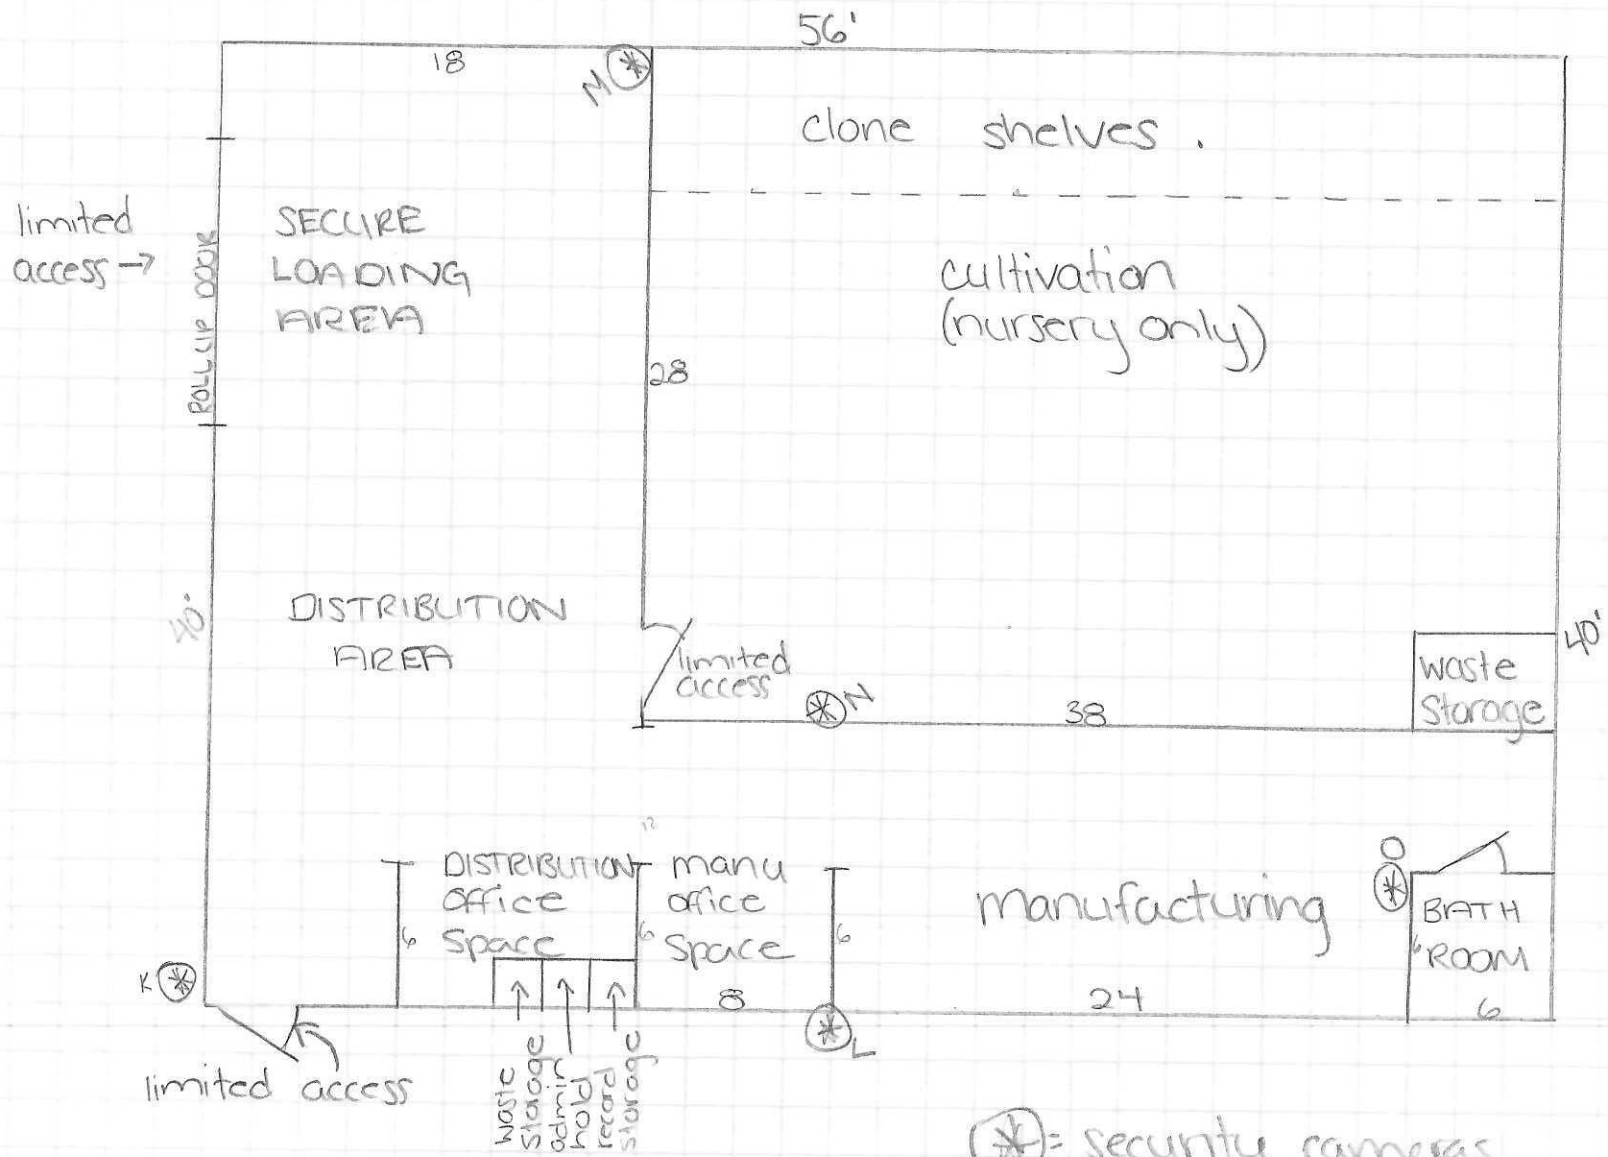 56'
18
M
clone shelves.
limited
access →
ROLLUP DOOR
SECURE
LOADING
AREA
cultivation
(nursery only)
28
40'
DISTRIBUTION
AREA
limited
access
N
38
waste
Storage
40'
12
DISTRIBUTION
office
space
6
manu
office
space
6
8
6
manufacturing
24
O
BATH
ROOM
6
6
K
L
limited access
waste
storage
admin
hold
record
storage
= security cameras